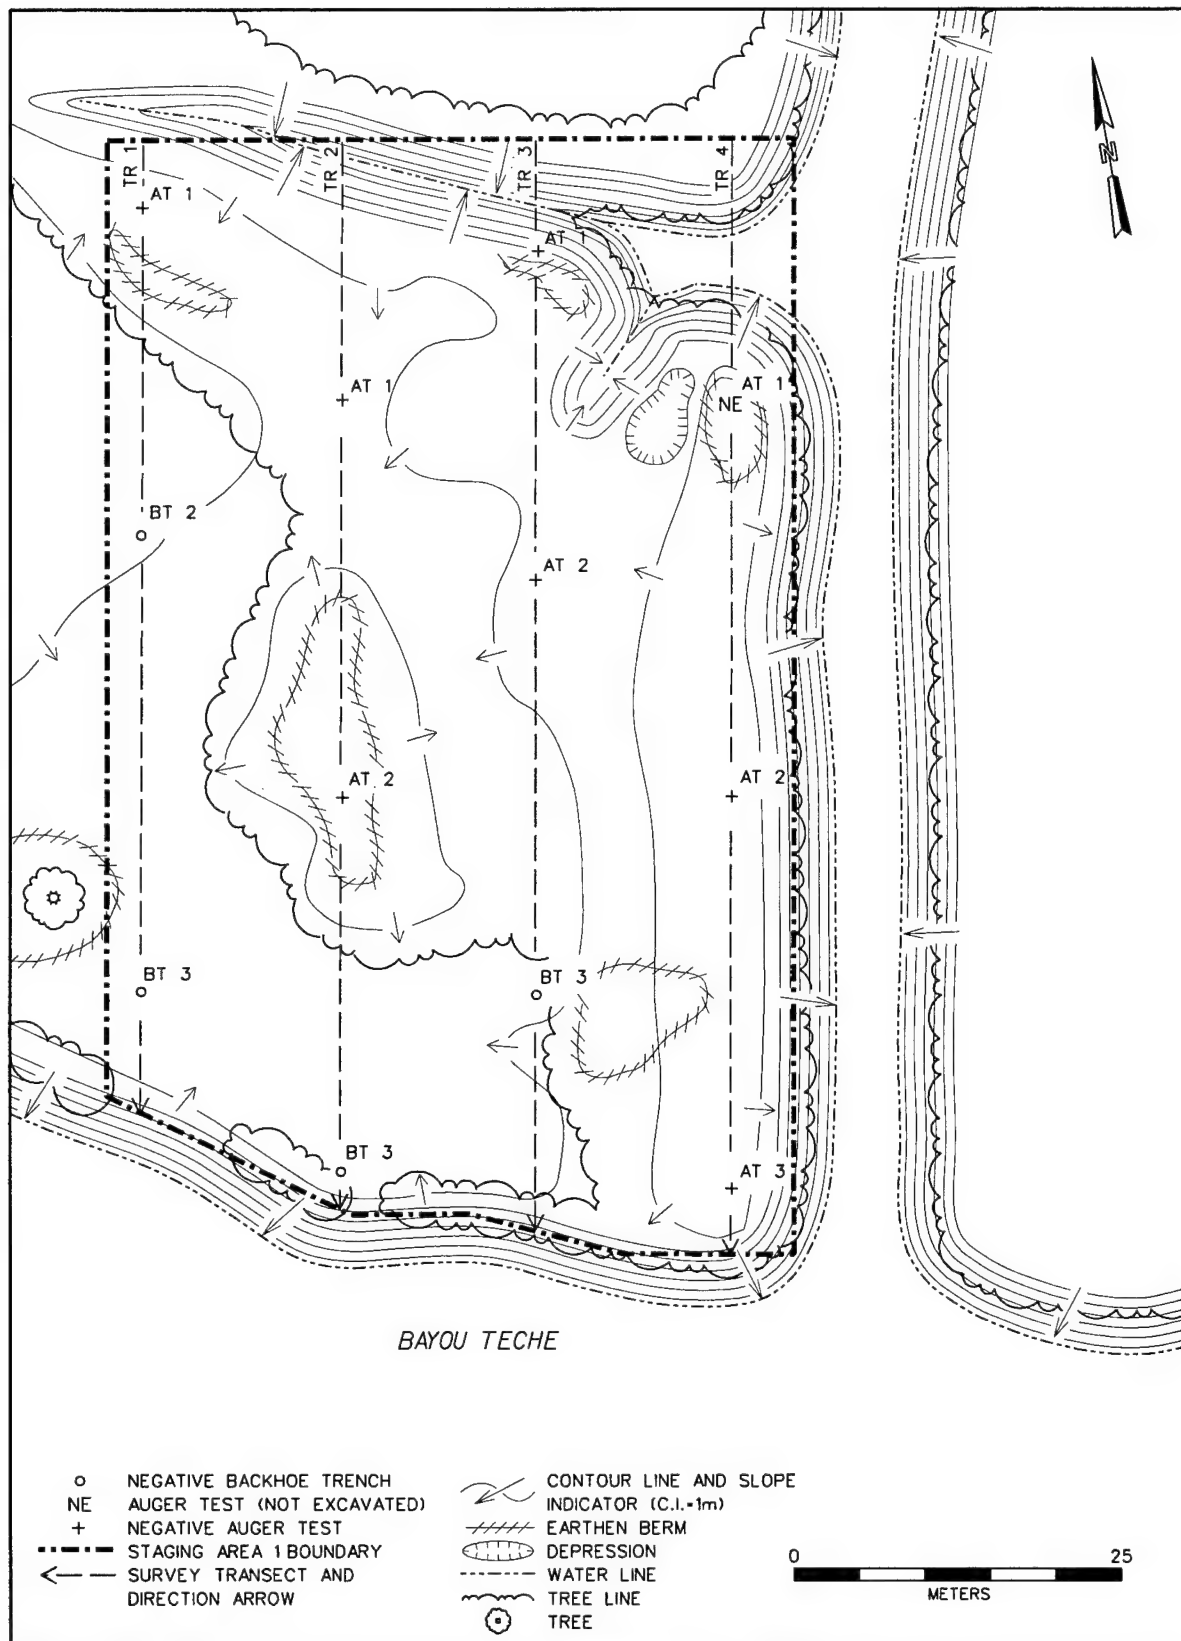 N
TR 1
TR 2
TR 3
TR 4
AT 1
AT 1
AT 1
AT 1
NE
BT 2
AT 2
AT 2
AT 2
BT 3
BT 3
BT 3
AT 3
BAYOU TECHE
NEGATIVE BACKHOE TRENCH
NE AUGER TEST (NOT EXCAVATED)
+ NEGATIVE AUGER TEST
STAGING AREA 1 BOUNDARY
SURVEY TRANSECT AND
DIRECTION ARROW
CONTOUR LINE AND SLOPE
INDICATOR (C.I.=1m)
EARTHEN BERM
DEPRESSION
WATER LINE
TREE LINE
TREE
0 25
METERS